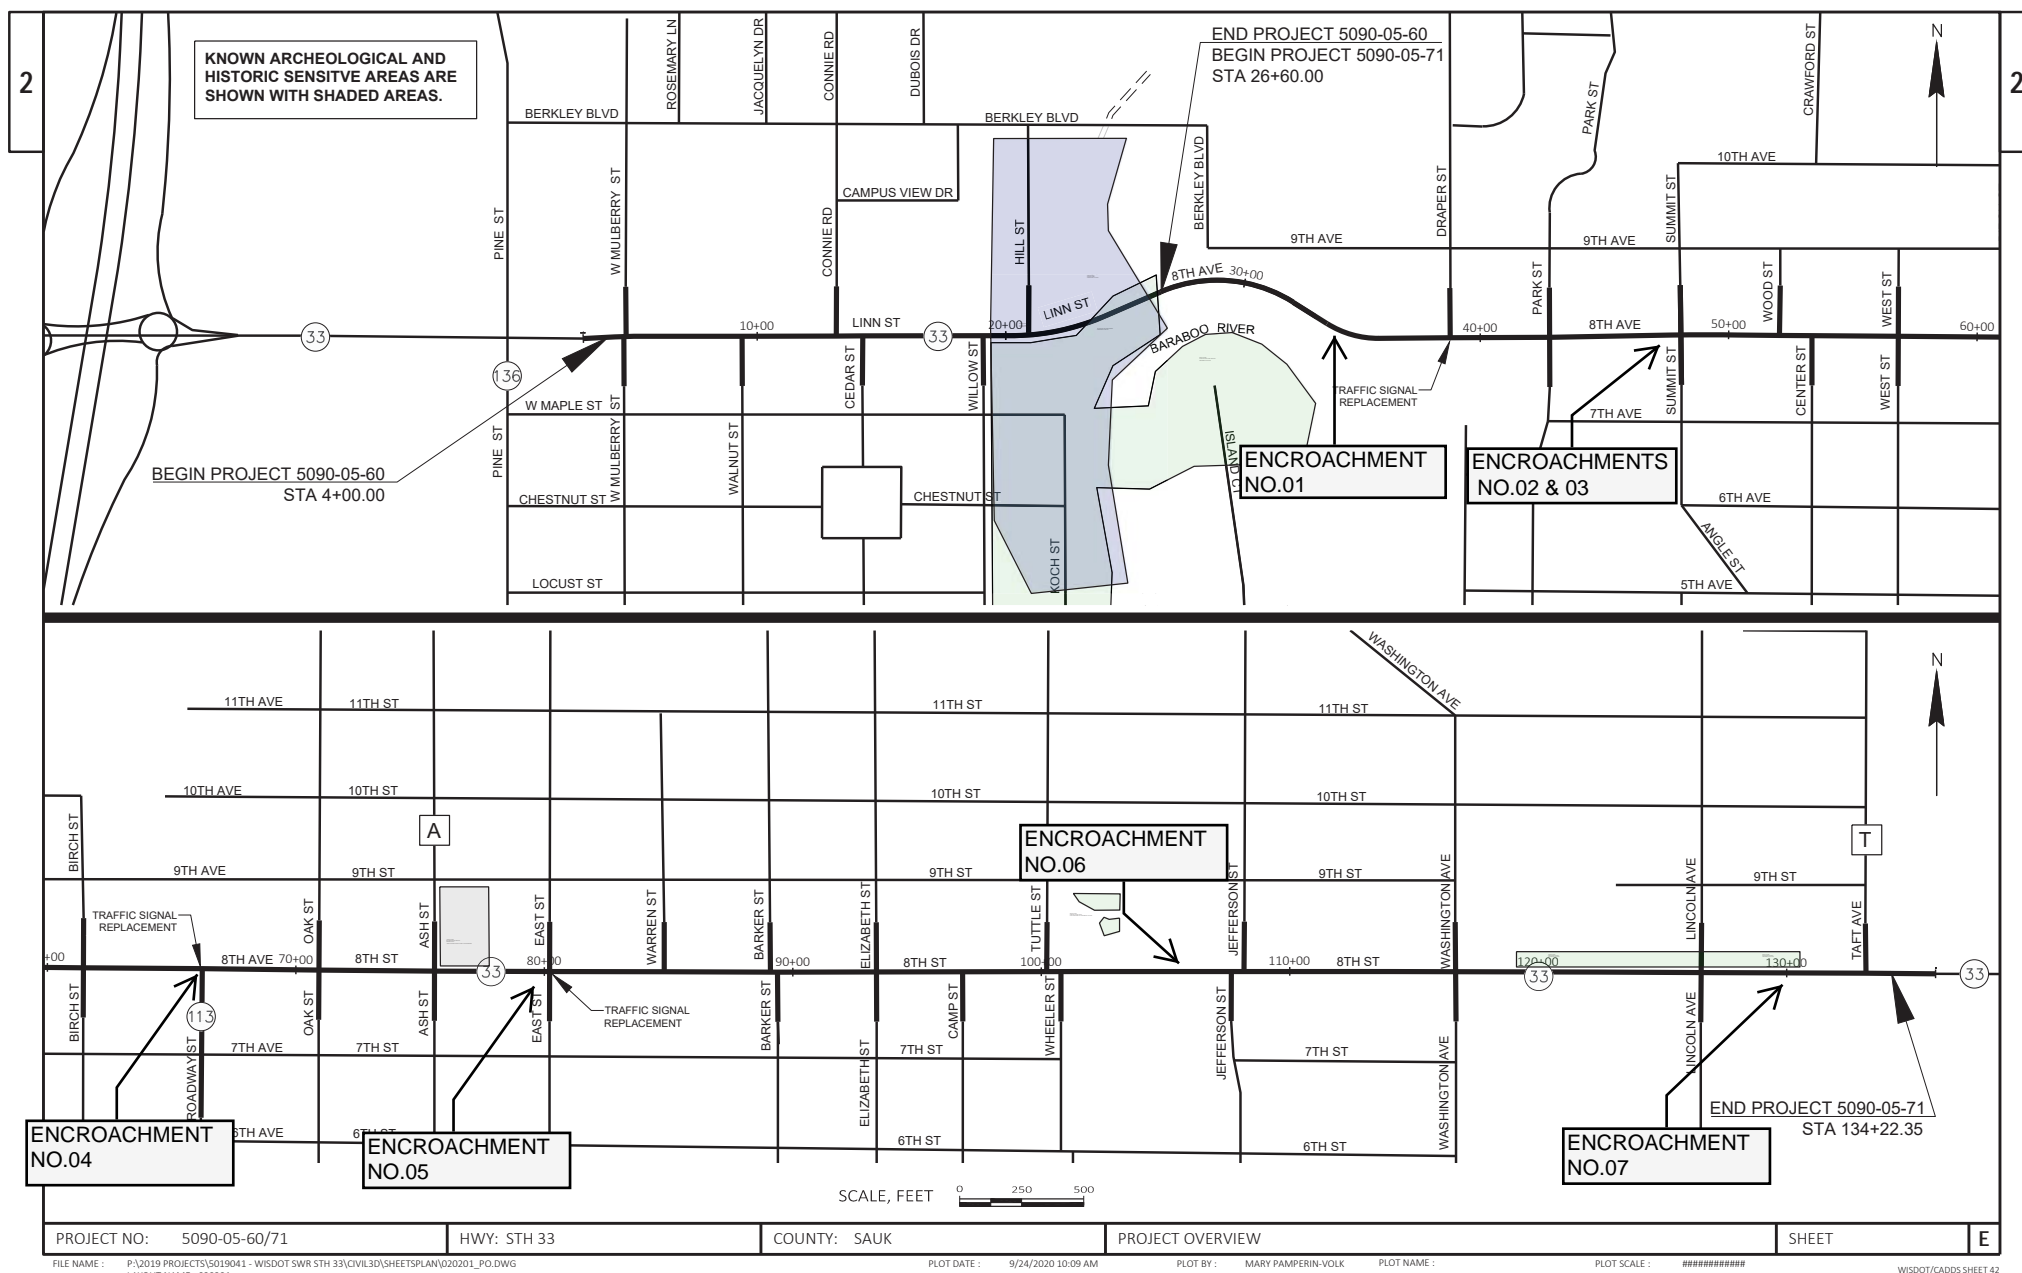 2
2
KNOWN ARCHEOLOGICAL AND
HISTORIC SENSITVE AREAS ARE
SHOWN WITH SHADED AREAS.
END PROJECT 5090-05-60
BEGIN PROJECT 5090-05-71
STA 26+60.00
N
ROSEMARY LN
JACQUELYN DR
CONNIE RD
DUBOIS DR
PARK ST
CRAWFORD ST
BERKLEY BLVD
BERKLEY BLVD
BERKLEY BLVD
10TH AVE
CAMPUS VIEW DR
PINE ST
W MULBERRY ST
CONNIE RD
HILL ST
DRAPER ST
SUMMIT ST
9TH AVE
9TH AVE
8TH AVE
30+00
PARK ST
WOOD ST
WEST ST
LINN ST
33
10+00
LINN ST
33
20+00
BARABOO RIVER
40+00
8TH AVE
50+00
60+00
136
CEDAR ST
WILLOW ST
TRAFFIC SIGNAL
REPLACEMENT
SUMMIT ST
CENTER ST
WEST ST
W MAPLE ST
7TH AVE
PINE ST
W MULBERRY ST
WALNUT ST
ISLAND CT
BEGIN PROJECT 5090-05-60
STA 4+00.00
ENCROACHMENT
NO.01
ENCROACHMENTS
NO.02 & 03
CHESTNUT ST
CHESTNUT ST
6TH AVE
KOCH ST
ANGLE ST
LOCUST ST
5TH AVE
WASHINGTON AVE
N
11TH AVE
11TH ST
11TH ST
11TH ST
10TH AVE
10TH ST
10TH ST
10TH ST
BIRCH ST
A
T
ENCROACHMENT
NO.06
9TH AVE
9TH ST
9TH ST
9TH ST
9TH ST
TRAFFIC SIGNAL
REPLACEMENT
OAK ST
ASH ST
EAST ST
WARREN ST
BARKER ST
ELIZABETH ST
TUTTLE ST
JEFFERSON ST
WASHINGTON AVE
LINCOLN AVE
TAFT AVE
+00
8TH AVE
70+00
8TH ST
33
80+00
90+00
8TH ST
100+00
110+00
8TH ST
120+00
33
130+00
33
BIRCH ST
113
OAK ST
ASH ST
EAST ST
TRAFFIC SIGNAL
REPLACEMENT
BARKER ST
CAMP ST
WHEELER ST
JEFFERSON ST
LINCOLN AVE
7TH AVE
7TH ST
7TH ST
7TH ST
ROADWAY ST
ELIZABETH ST
WASHINGTON AVE
END PROJECT 5090-05-71
STA 134+22.35
ENCROACHMENT
NO.04
6TH AVE
ENCROACHMENT
NO.05
6TH ST
6TH ST
ENCROACHMENT
NO.07
SCALE, FEET
0 250 500
PROJECT NO: 5090-05-60/71
HWY: STH 33
COUNTY: SAUK
PROJECT OVERVIEW
SHEET
E
FILE NAME : P:\2019 PROJECTS\5019041 - WISDOT SWR STH 33\CIVIL3D\SHEETSPLAN\020201_PO.DWG
PLOT DATE : 9/24/2020 10:09 AM
PLOT BY : MARY PAMPERIN-VOLK
PLOT NAME :
PLOT SCALE : ############
WISDOT/CADDS SHEET 42